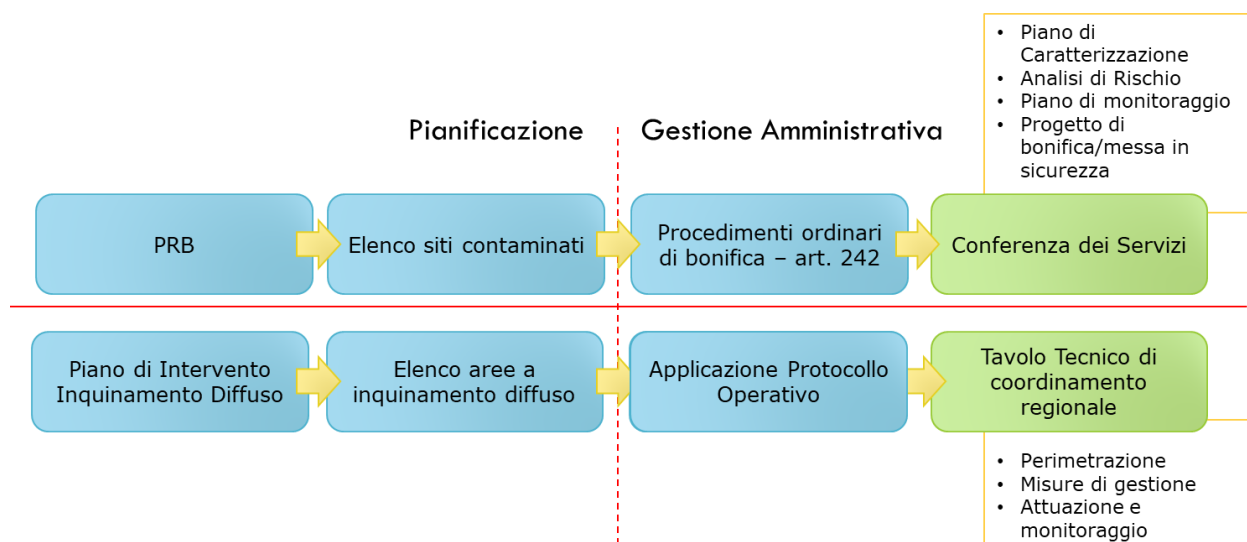 • Piano di
Caratterizzazione
• Analisi di Rischio
• Piano di monitoraggio
• Progetto di
bonifica/messa in
sicurezza
Pianificazione
Gestione Amministrativa
PRB
Elenco siti contaminati
Procedimenti ordinari
di bonifica – art. 242
Conferenza dei Servizi
Piano di Intervento
Inquinamento Diffuso
Elenco aree a
inquinamento diffuso
Applicazione Protocollo
Operativo
Tavolo Tecnico di
coordinamento
regionale
• Perimetrazione
• Misure di gestione
• Attuazione e
monitoraggio